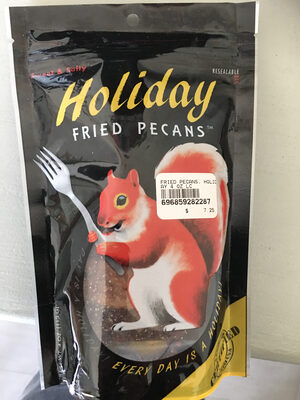 Sweet & Salty
RESEALABLE
Holiday
FRIED PECANS™
FRIED PECANS, HOLID
AY 4 OZ LC
696859282287
$ 7.25
EVERY DAY IS A HOLIDAY!